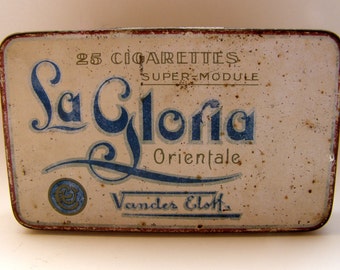 25 CIGARETTES
SUPER-MODULE
La Gloria
Orientale
Vander Elst